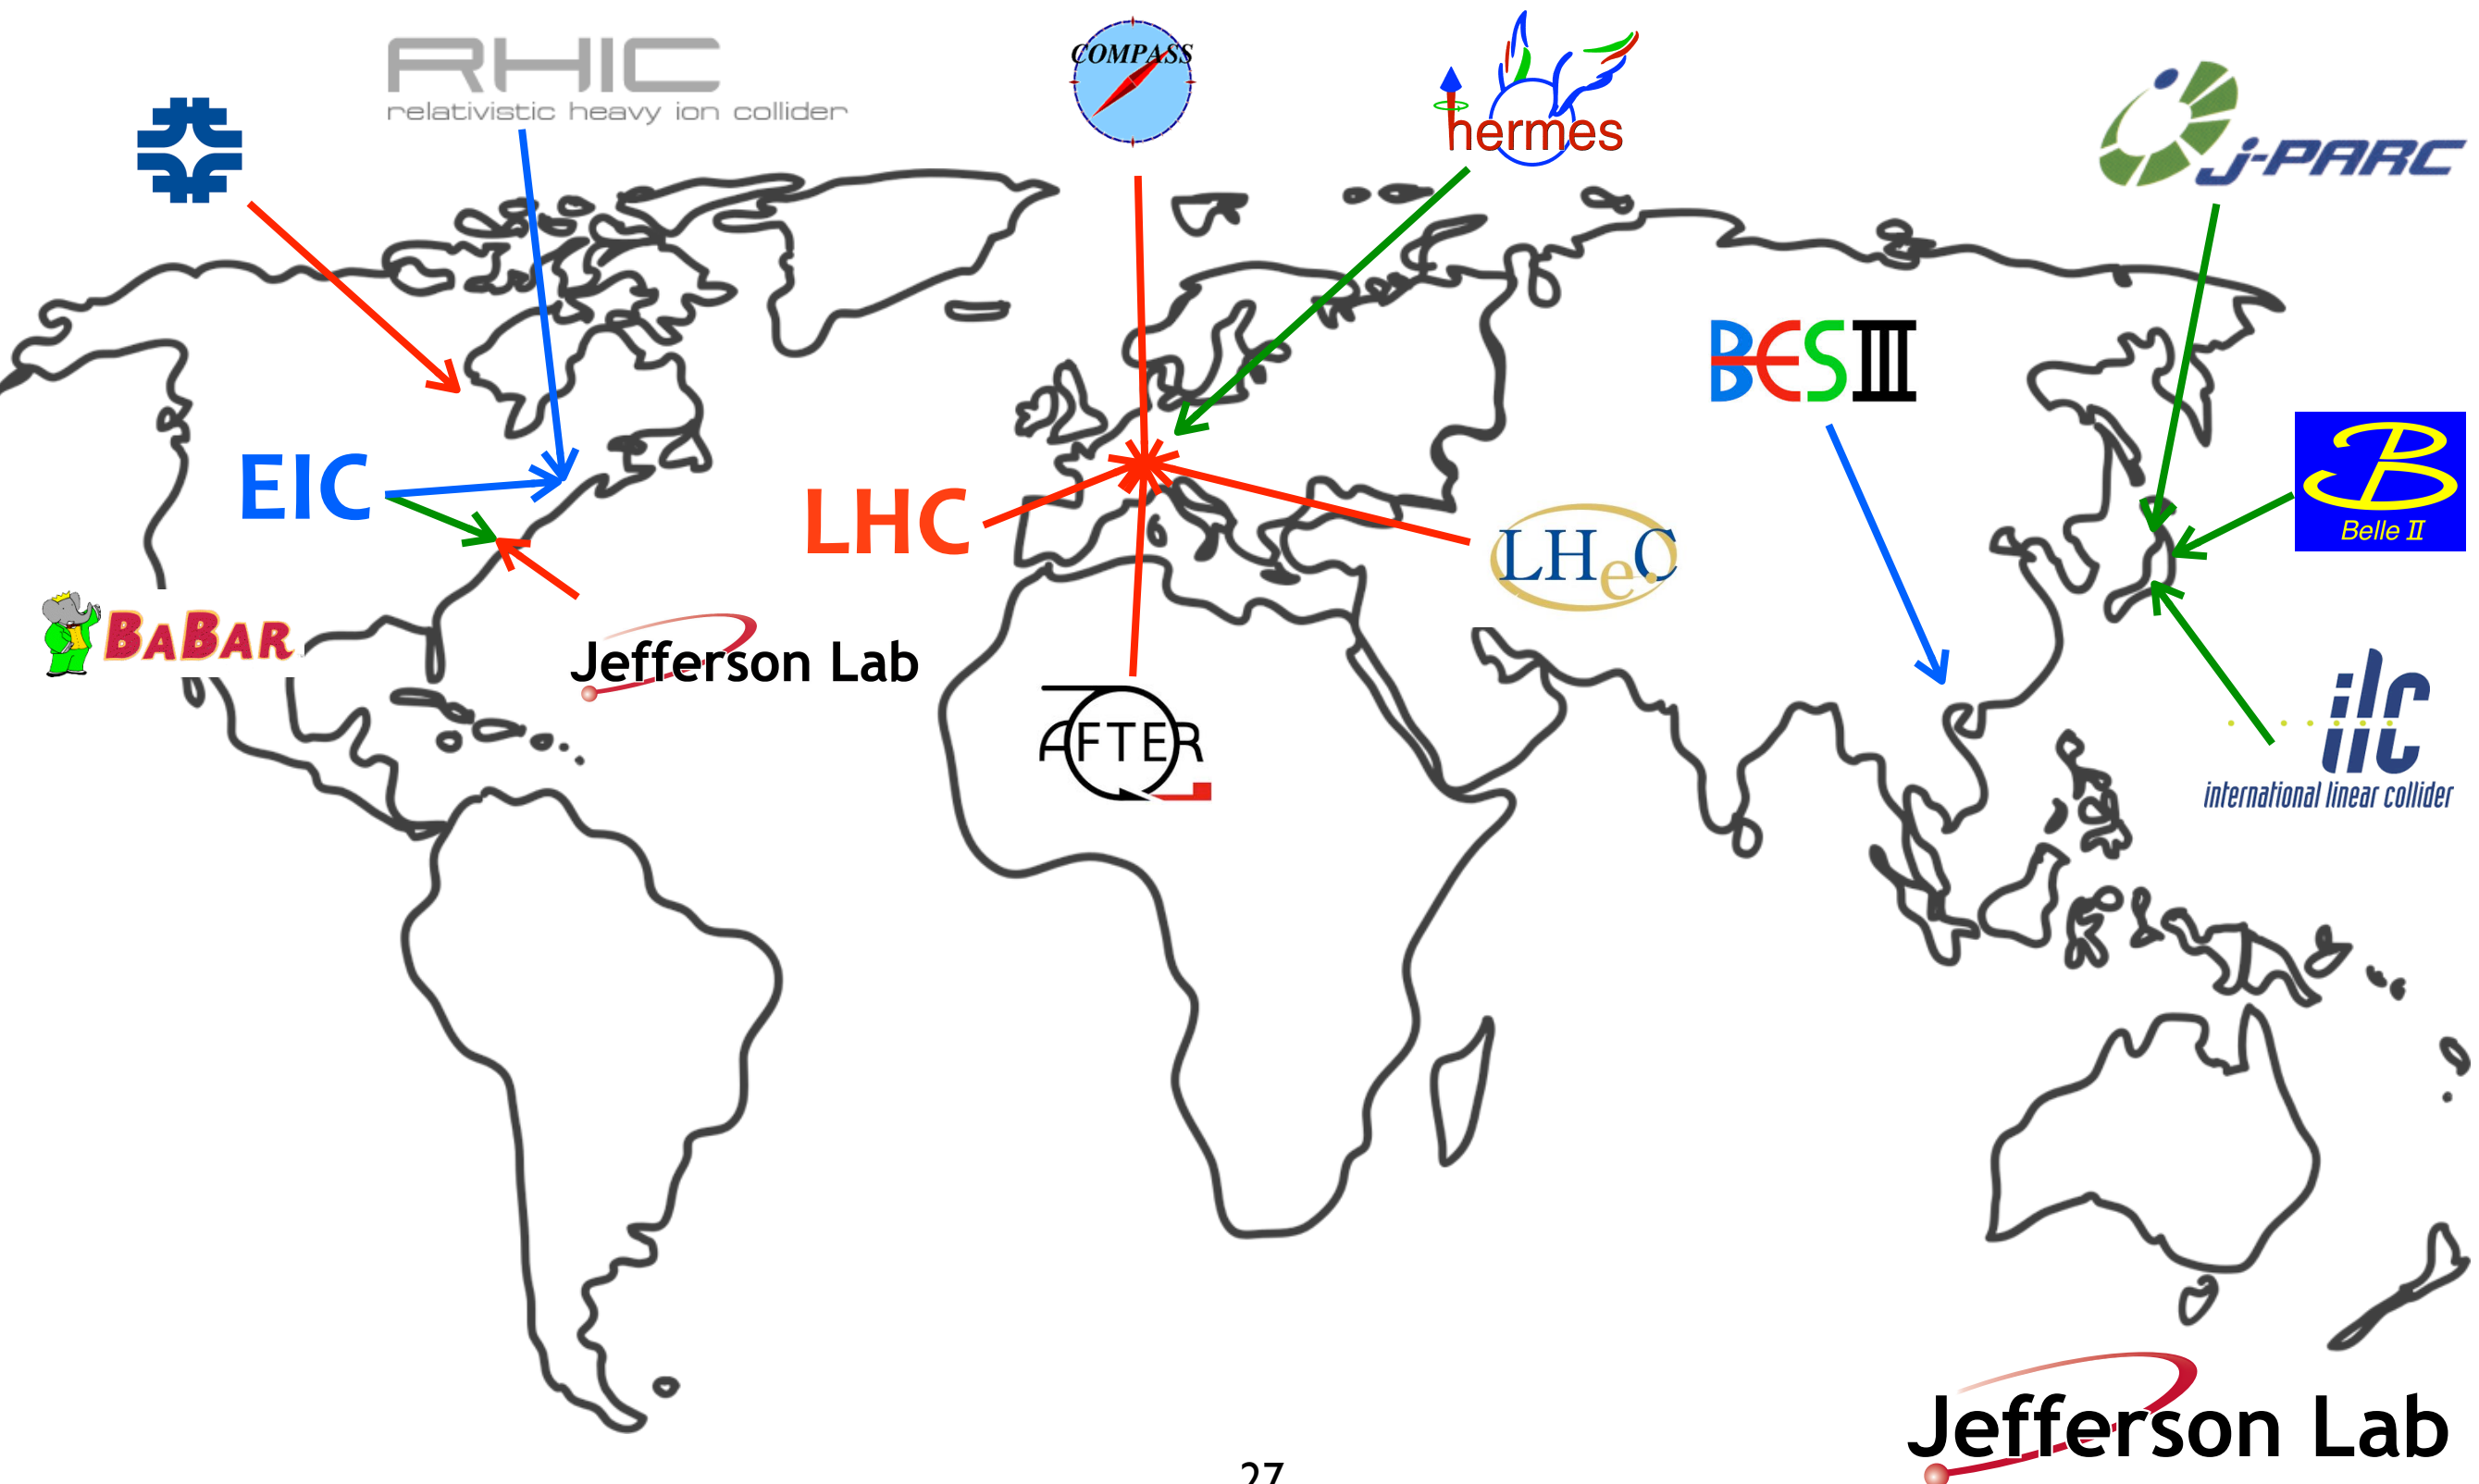 RHIC
relativistic heavy ion collider
COMPASS
hermes
j-PARC
BESIII
B
Belle II
EIC
LHC
LHeC
BABAR
Jefferson Lab
AFTER
ilc
international linear collider
Jefferson Lab
27